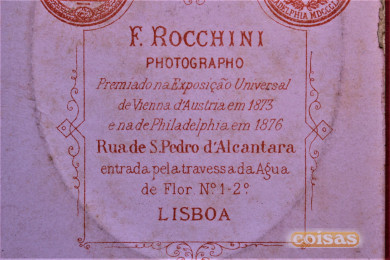 F. ROCCHINI
PHOTOGRAPHO
Premiado na Exposição Universal
de Vienna d'Austria em 1873
e na de Philadelphia em 1876
Rua de S. Pedro d'Alcantara
entrada pela travessa da Agua
de Flor Nº 1-2º.
LISBOA
coisas